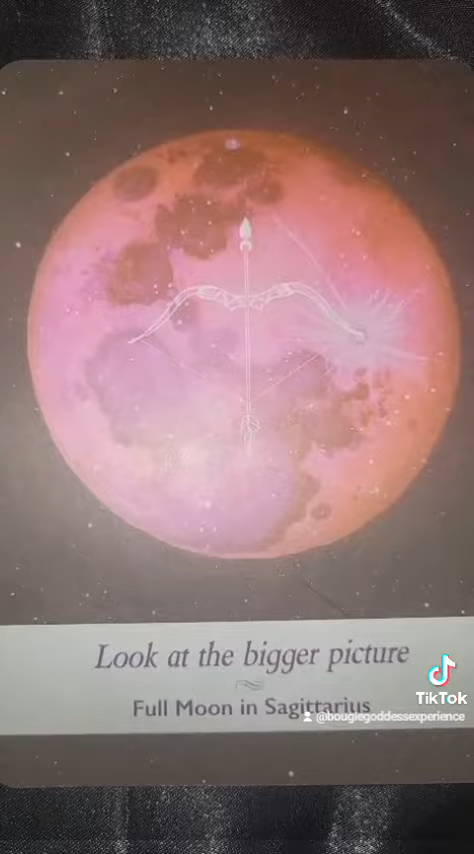 Look at the bigger picture
Full Moon in Sagittarius
TikTok
@bougiegoddessexperience